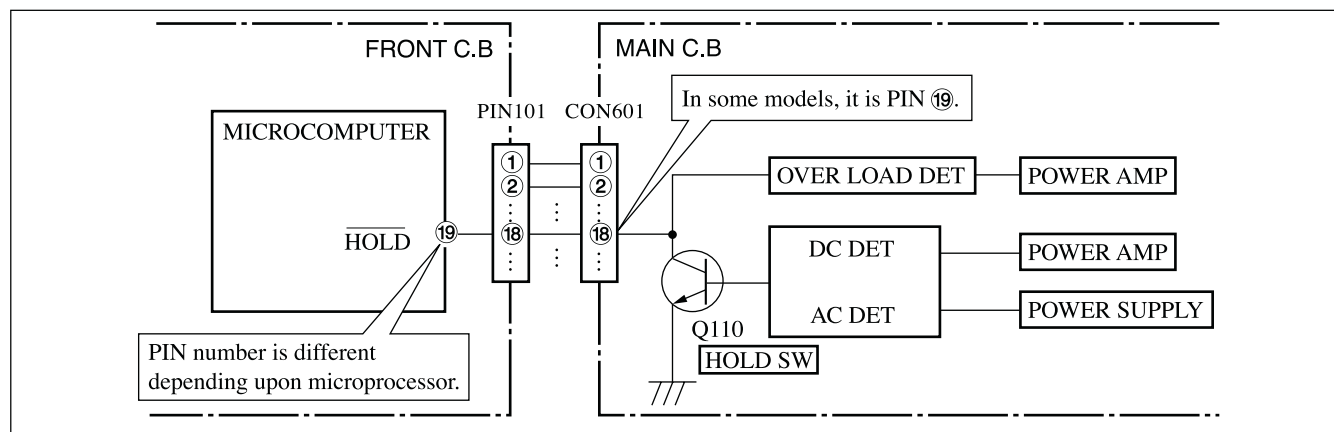 FRONT C.B
MAIN C.B
In some models, it is PIN ⑲.
PIN101
CON601
MICROCOMPUTER
① ①
② ②
HOLD ⑲ ⑱ ⑱
OVER LOAD DET
POWER AMP
DC DET
POWER AMP
AC DET
POWER SUPPLY
Q110
HOLD SW
PIN number is different
depending upon microprocessor.